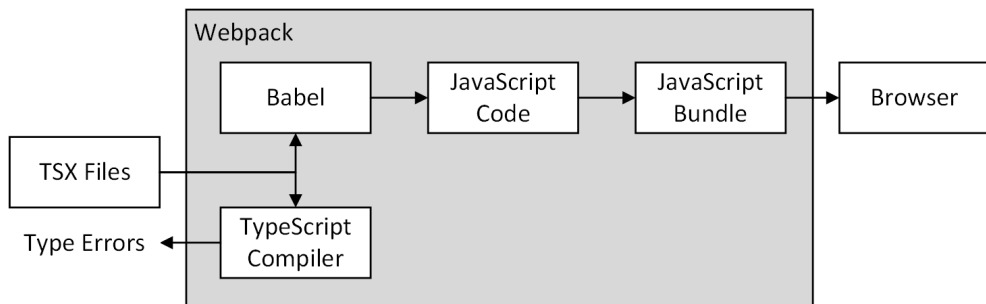 Webpack
Babel
JavaScript
Code
JavaScript
Bundle
Browser
TSX Files
TypeScript
Compiler
Type Errors